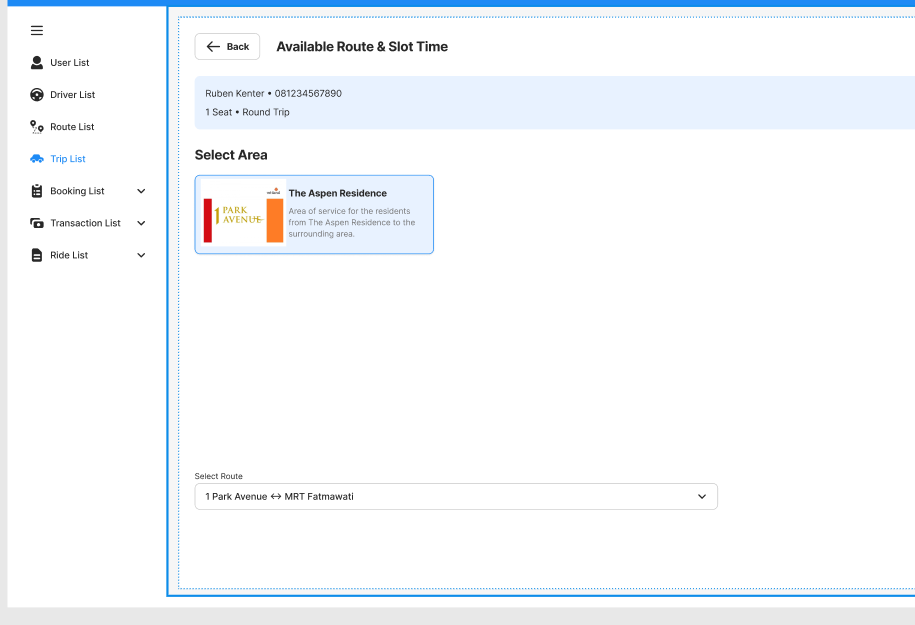 Back
Available Route & Slot Time
User List
Driver List
Route List
Trip List
Booking List
Transaction List
Ride List
Ruben Kenter • 081234567890
1 Seat • Round Trip
Select Area
1 PARK
AVENUE
The Aspen Residence
Area of service for the residents
from The Aspen Residence to the
surrounding area.
Select Route
1 Park Avenue ↔ MRT Fatmawati